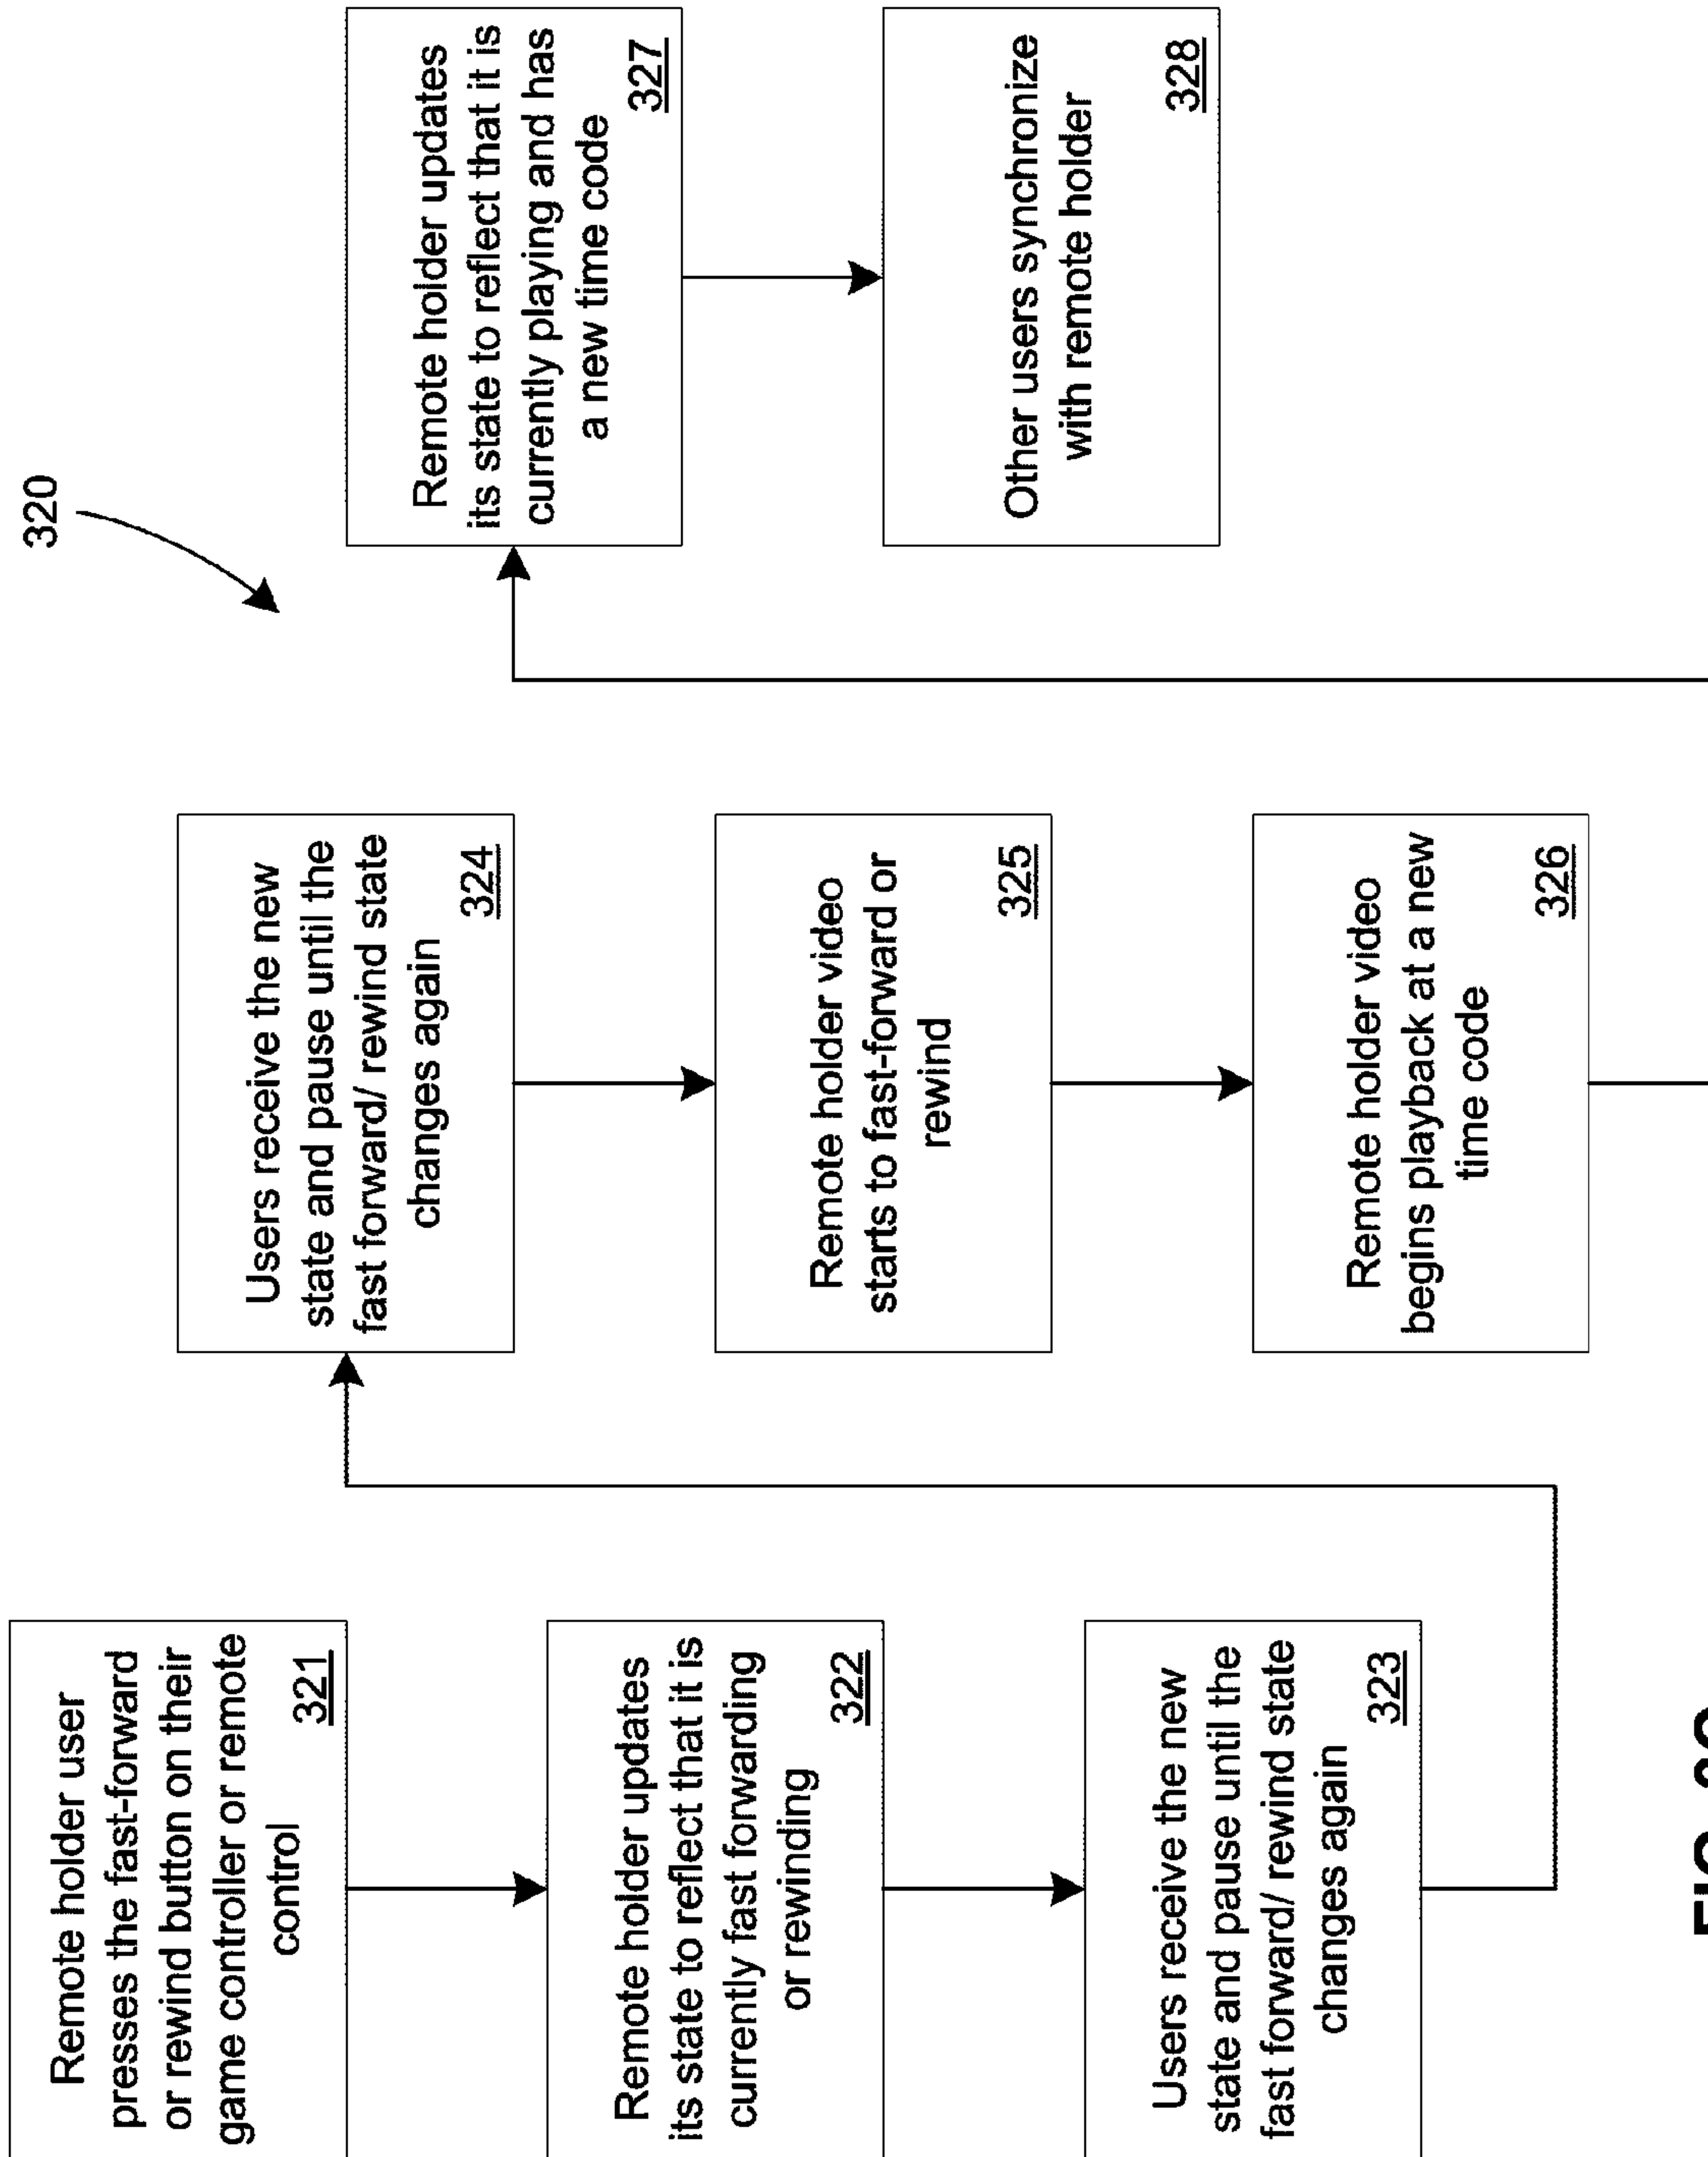 320
Remote holder user
presses the fast-forward
or rewind button on their
game controller or remote
control
321
Remote holder updates
its state to reflect that it is
currently fast forwarding
or rewinding
322
Users receive the new
state and pause until the
fast forward/ rewind state
changes again
323
Users receive the new
state and pause until the
fast forward/ rewind state
changes again
324
Remote holder video
starts to fast-forward or
rewind
325
Remote holder video
begins playback at a new
time code
326
Remote holder updates
its state to reflect that it is
currently playing and has
a new time code
327
Other users synchronize
with remote holder
328